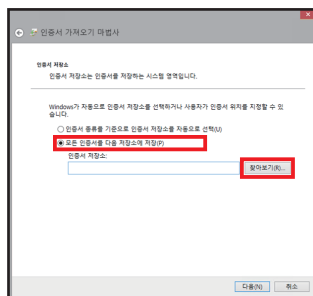 인증서 가져오기 마법사
인증서 저장소
인증서 저장소는 인증서를 저장하는 시스템 영역입니다.
Windows가 자동으로 인증서 저장소를 선택하거나 사용자가 인증서 위치를 지정할 수 있
습니다.
인증서 종류를 기준으로 인증서 저장소를 자동으로 선택(U)
모든 인증서를 다음 저장소에 저장(P)
인증서 저장소:
찾아보기(R)...
다음(N) 취소